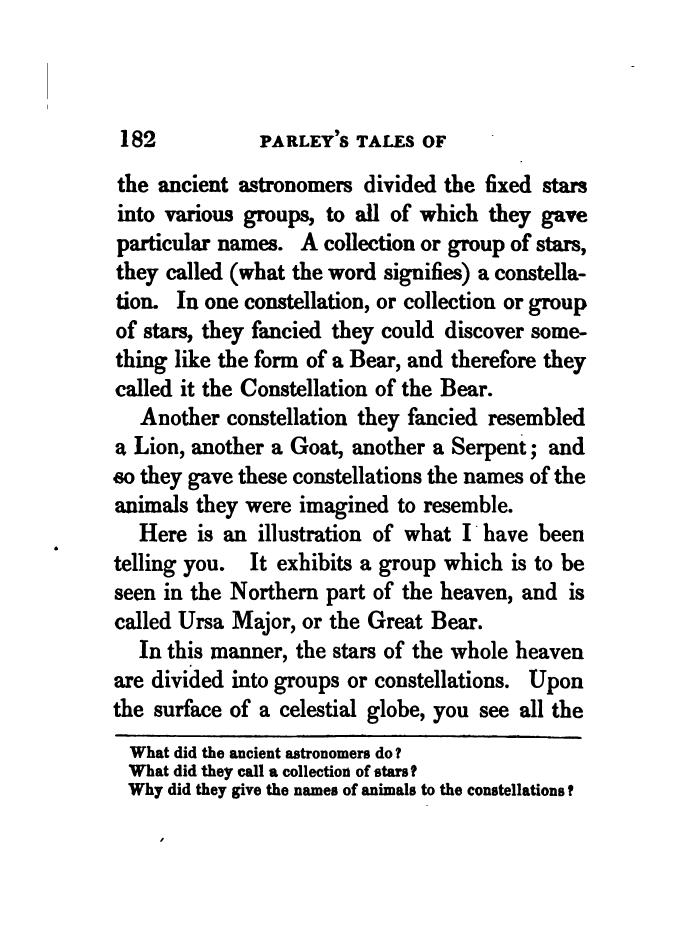 182 PARLEY'S TALES OF
the ancient astronomers divided the fixed stars
into various groups, to all of which they gave
particular names. A collection or group of stars,
they called (what the word signifies) a constella-
tion. In one constellation, or collection or group
of stars, they fancied they could discover some-
thing like the form of a Bear, and therefore they
called it the Constellation of the Bear.
Another constellation they fancied resembled
a Lion, another a Goat, another a Serpent; and
so they gave these constellations the names of the
animals they were imagined to resemble.
Here is an illustration of what I have been
telling you. It exhibits a group which is to be
seen in the Northern part of the heaven, and is
called Ursa Major, or the Great Bear.
In this manner, the stars of the whole heaven
are divided into groups or constellations. Upon
the surface of a celestial globe, you see all the
What did the ancient astronomers do?
What did they call a collection of stars?
Why did they give the names of animals to the constellations?